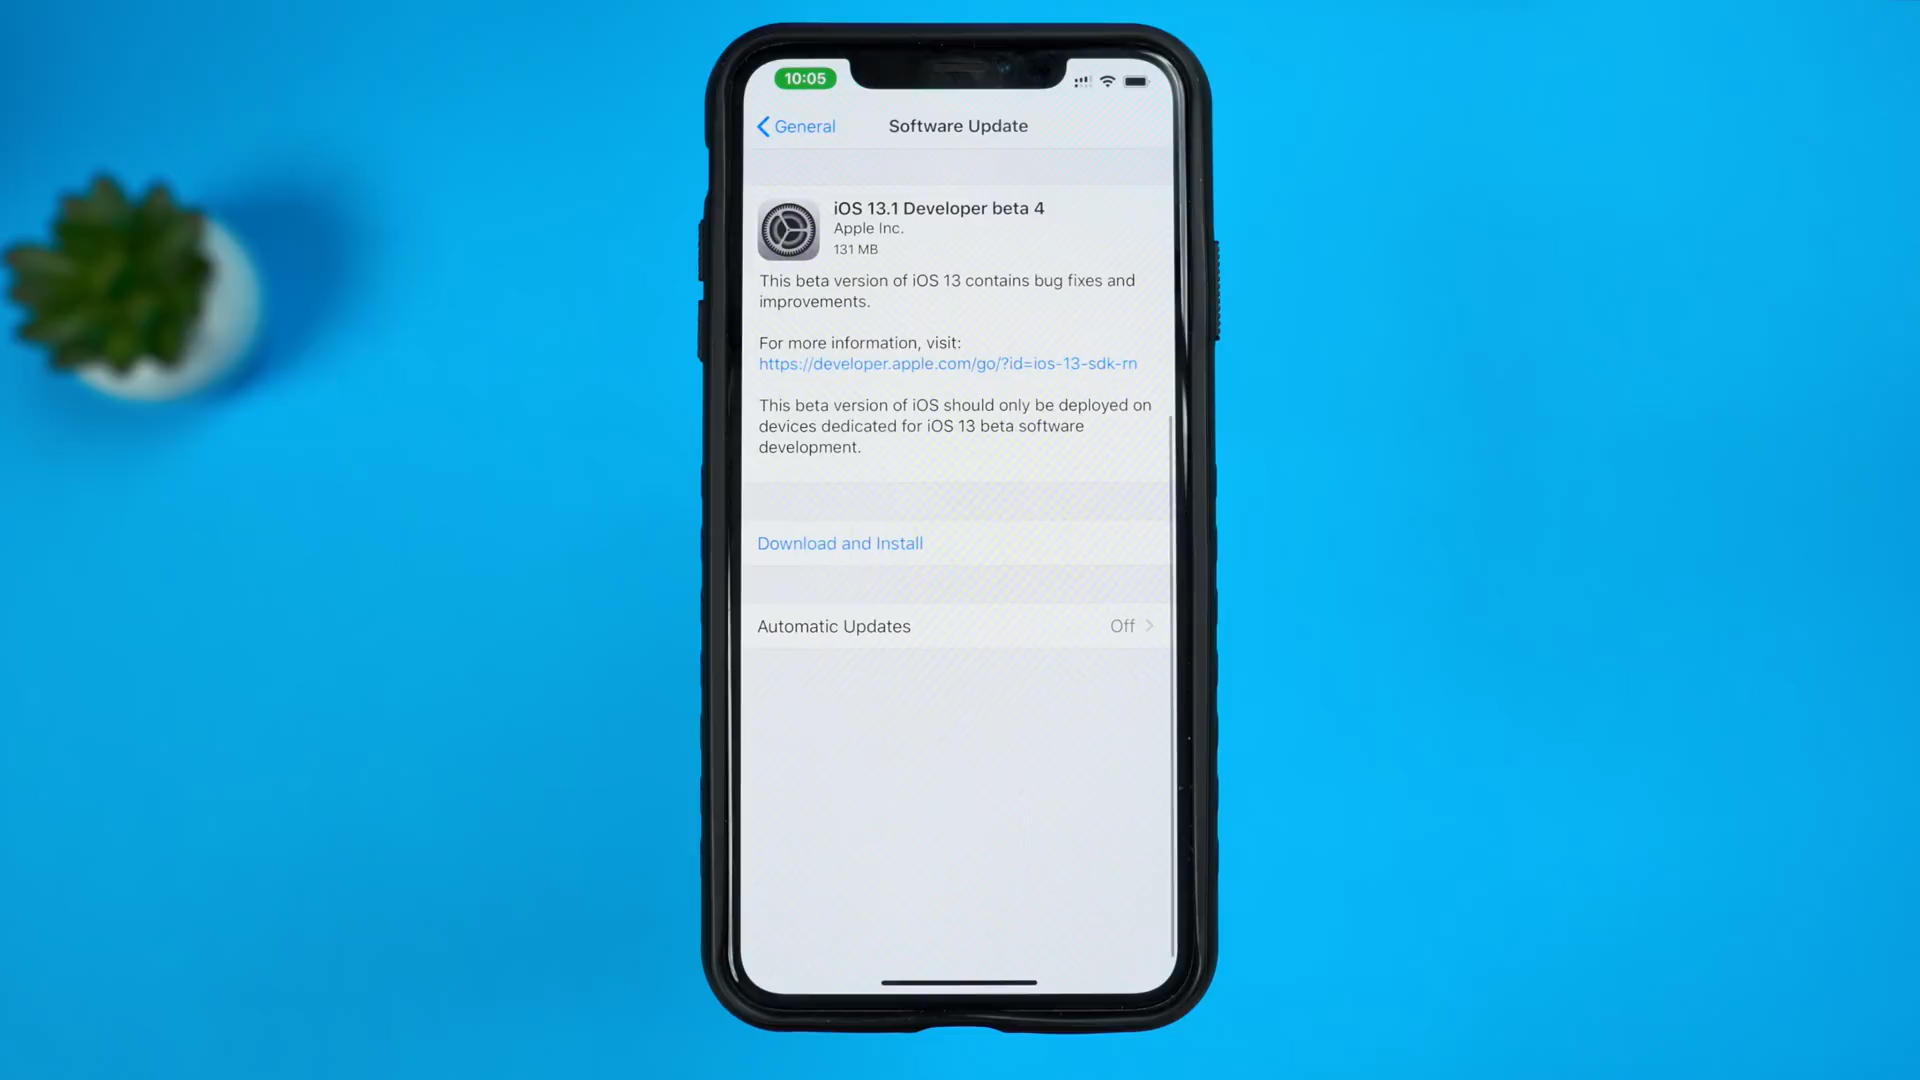 10:05
General
Software Update
iOS 13.1 Developer beta 4
Apple Inc.
131 MB
This beta version of iOS 13 contains bug fixes and
improvements.
For more information, visit:
https://developer.apple.com/go/?id=ios-13-sdk-rn
This beta version of iOS should only be deployed on
devices dedicated for iOS 13 beta software
development.
Download and Install
Automatic Updates Off